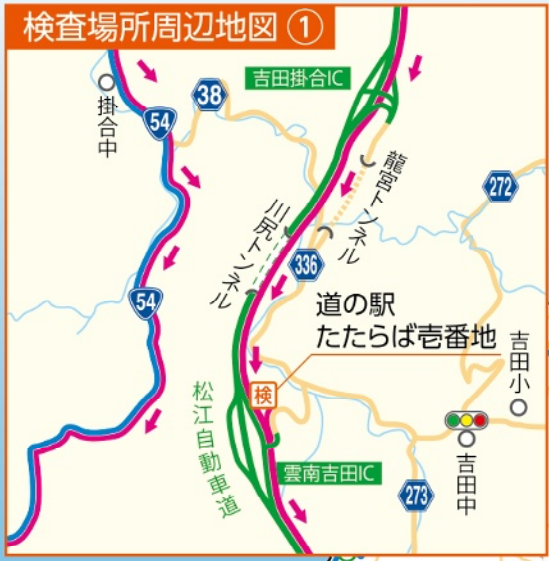 検査場所周辺地図①
吉田掛合IC
38
掛合中
54
龍宮トンネル
272
川尻トンネル
336
54
道の駅
たたらば壱番地
吉田小
検
松江自動車道
吉田中
雲南吉田IC
273